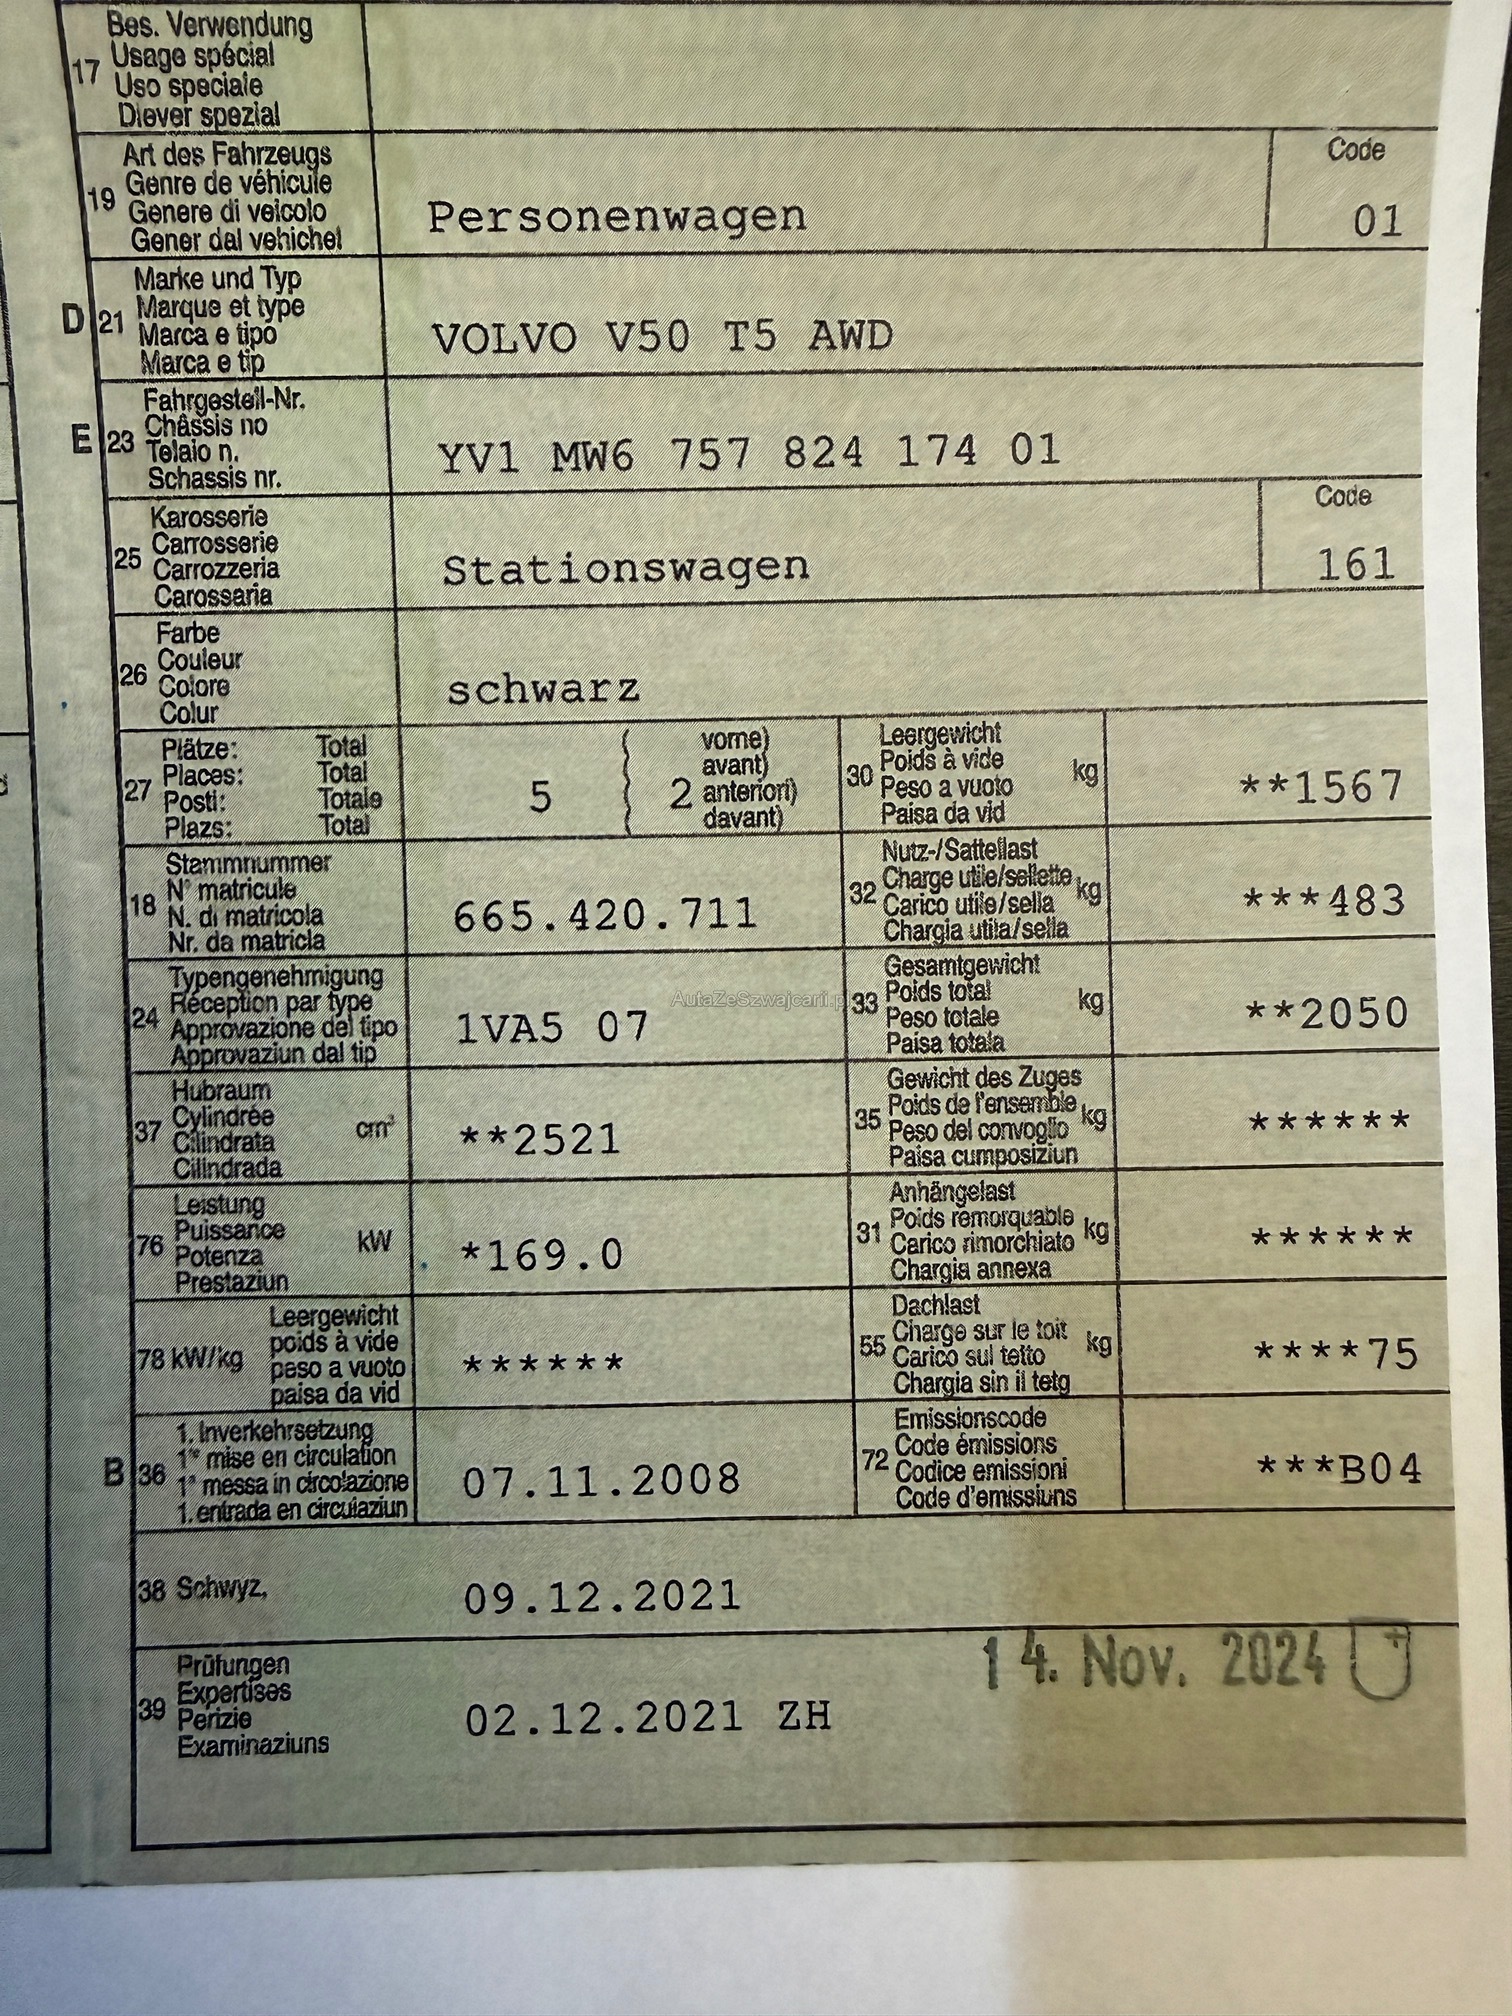 17
Bes. Verwendung
Usage spécial
Uso speciale
Diever spezial
19
Art des Fahrzeugs
Genre de véhicule
Genere di veicolo
Gener dal vehichel
Personenwagen
Code
01
D 21
Marke und Typ
Marque et type
Marca e tipo
Marca e tip
VOLVO V50 T5 AWD
E 23
Fahrgestell-Nr.
Châssis no
Telaio n.
Schassis nr.
YV1 MW6 757 824 174 01
25
Karosserie
Carrosserie
Carrozzeria
Carossaria
Stationswagen
Code
161
26
Farbe
Couleur
Colore
Colur
schwarz
27
Plätze: Total
Places: Total
Posti: Totale
Plazs: Total
5
2
vorne)
avant)
anteriori)
davant)
30
Leergewicht
Poids à vide
Peso a vuoto
Paisa da vid
kg
**1567
18
Stammnummer
N° matricule
N. di matricola
Nr. da matricla
665.420.711
32
Nutz-/Sattellast
Charge utile/sellette
Carico utile/sella
Chargia utila/sella
kg
***483
24
Typengenehmigung
Réception par type
Approvazione del tipo
Approvaziun dal tip
1VA5 07
33
Gesamtgewicht
Poids total
Peso totale
Paisa totala
kg
**2050
37
Hubraum
Cylindrée
Cilindrata
Cilindrada
cm³
**2521
35
Gewicht des Zuges
Poids de l'ensemble
Peso del convoglio
Paisa cumposiziun
kg
******
76
Leistung
Puissance
Potenza
Prestaziun
kW
*169.0
31
Anhängelast
Poids remorquable
Carico rimorchiato
Chargia annexa
kg
******
78 kW/kg
Leergewicht
poids à vide
peso a vuoto
paisa da vid
******
55
Dachlast
Charge sur le toit
Carico sul tetto
Chargia sin il tetg
kg
****75
B 36
1. Inverkehrsetzung
1re mise en circulation
1a messa in circolazione
1. entrada en circulaziun
07.11.2008
72
Emissionscode
Code émissions
Codice emissioni
Code d'emissiuns
***B04
38 Schwyz,
09.12.2021
39
Prüfungen
Expertises
Perizie
Examinaziuns
02.12.2021 ZH
14. Nov. 2024
AutaZeSzwajcarii.pl